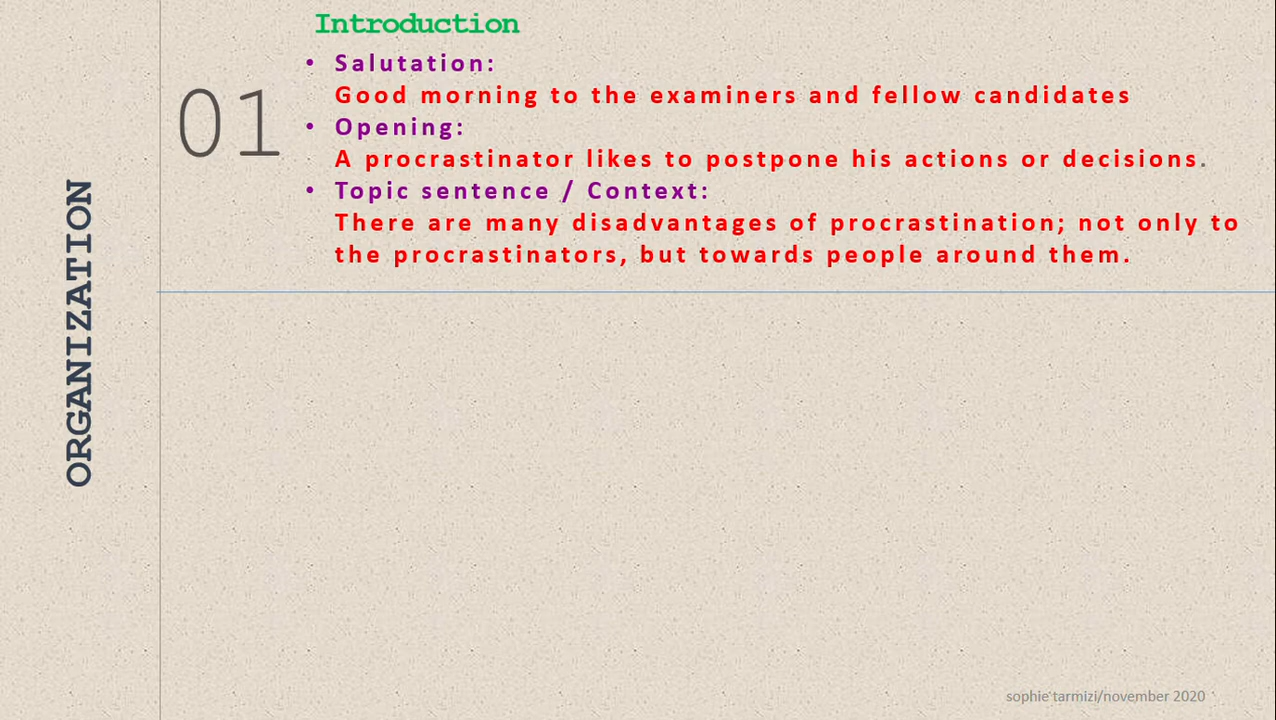 Introduction
01
• Salutation:
Good morning to the examiners and fellow candidates
• Opening:
A procrastinator likes to postpone his actions or decisions.
• Topic sentence / Context:
There are many disadvantages of procrastination; not only to
the procrastinators, but towards people around them.
ORGANIZATION
sophie tarmizi/november 2020